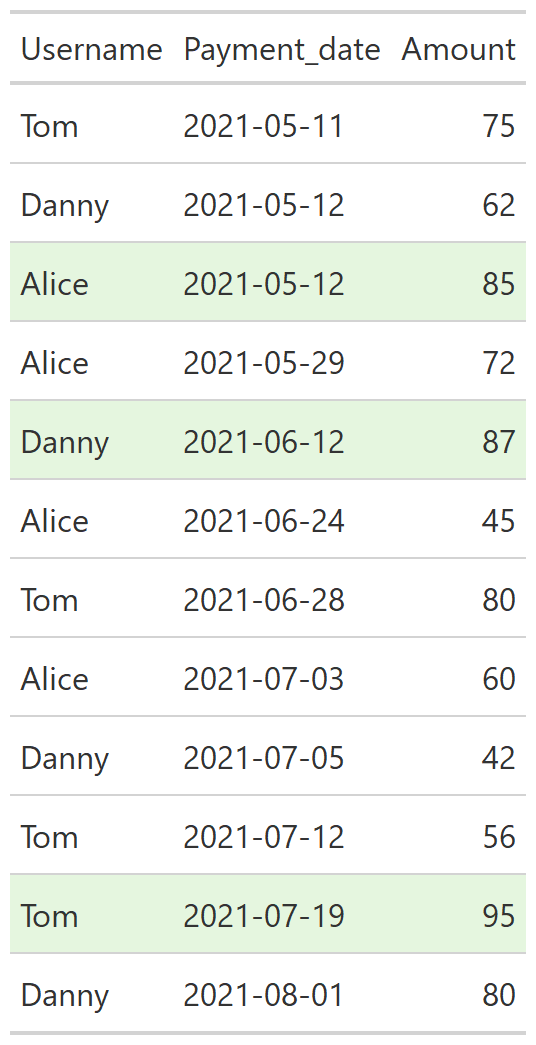 Username Payment_date Amount
Tom 2021-05-11 75
Danny 2021-05-12 62
Alice 2021-05-12 85
Alice 2021-05-29 72
Danny 2021-06-12 87
Alice 2021-06-24 45
Tom 2021-06-28 80
Alice 2021-07-03 60
Danny 2021-07-05 42
Tom 2021-07-12 56
Tom 2021-07-19 95
Danny 2021-08-01 80